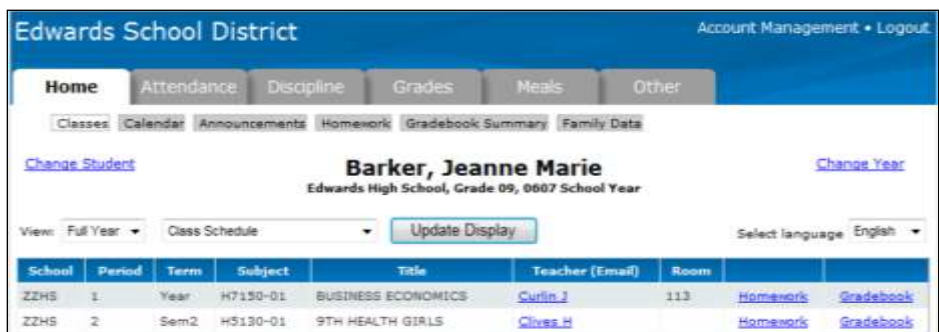 Edwards School District
Account Management • Logout
Home Attendance Discipline Grades Meals Other
Classes Calendar Announcements Homework Gradebook Summary Family Data
Change Student
Barker, Jeanne Marie
Change Year
Edwards High School, Grade 09, 0607 School Year
View: Full Year Class Schedule Update Display Select language English
School Period Term Subject Title Teacher (Email) Room
ZZHS 1 Year H7150-01 BUSINESS ECONOMICS Curlin J 113 Homework Gradebook
ZZHS 2 Sem2 H5130-01 9TH HEALTH GIRLS Clives H Homework Gradebook